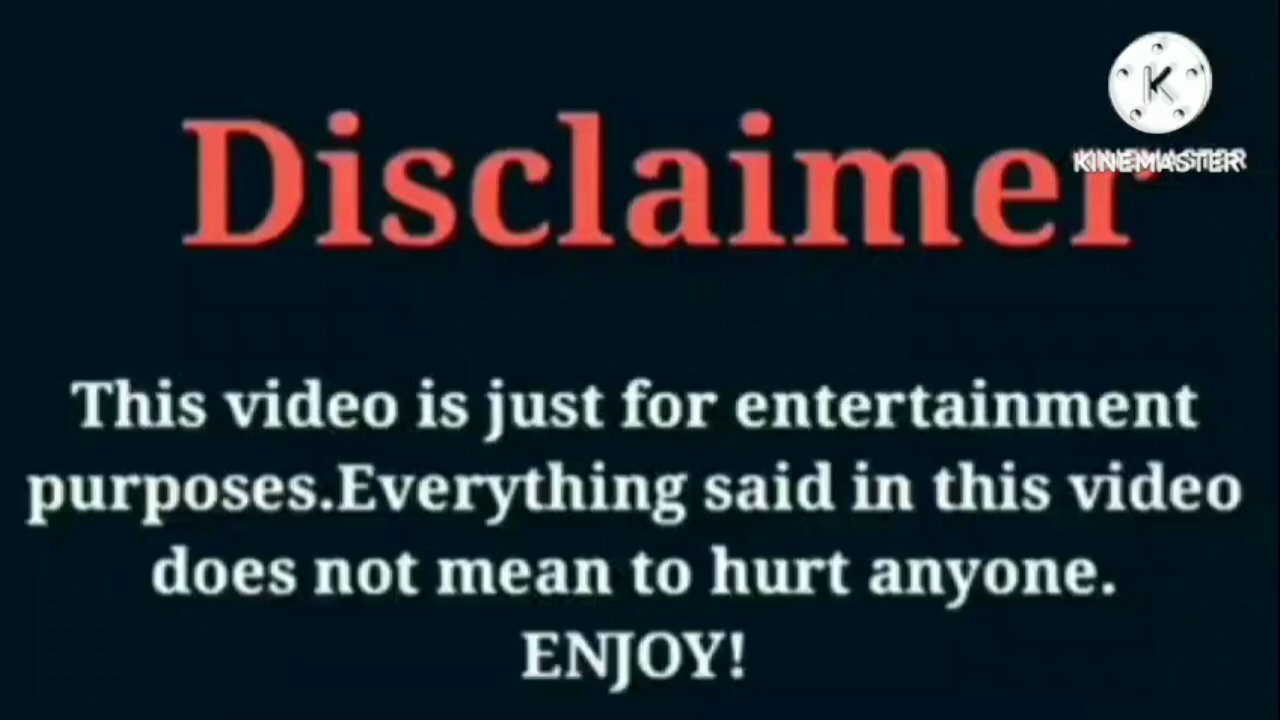 K
KINEMASTER
Disclaimer
This video is just for entertainment
purposes.Everything said in this video
does not mean to hurt anyone.
ENJOY!